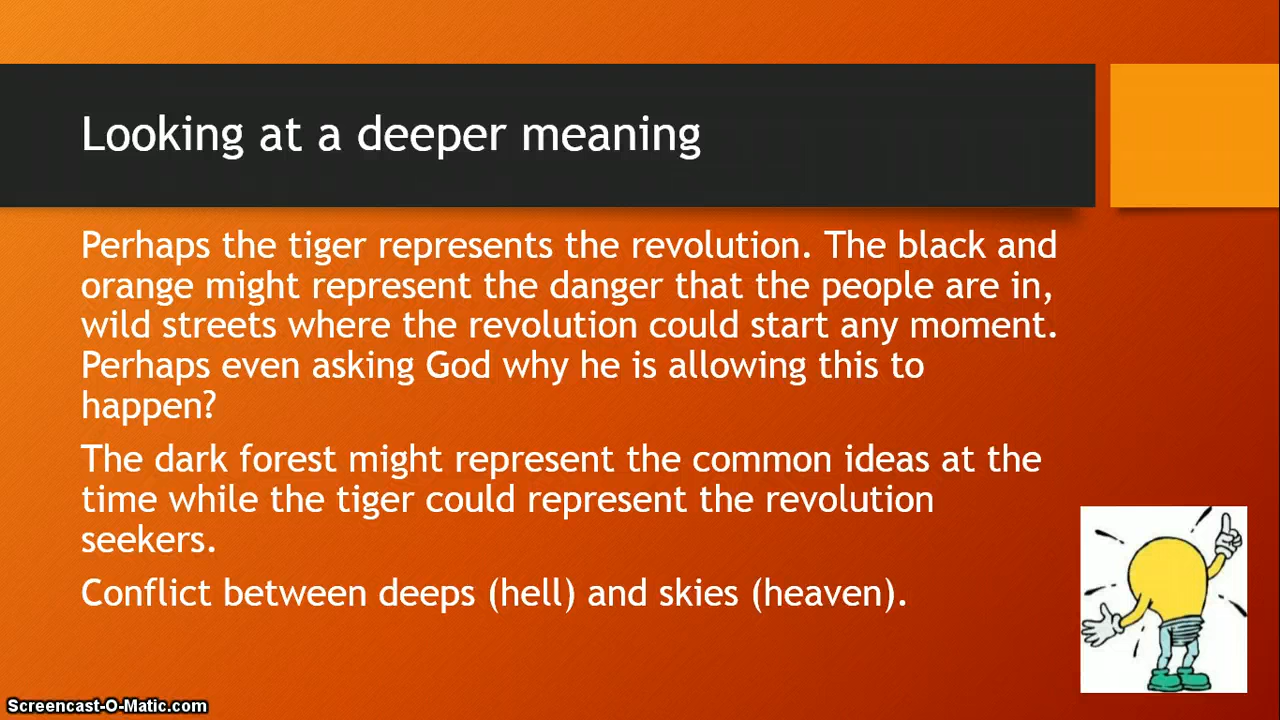 Looking at a deeper meaning
Perhaps the tiger represents the revolution. The black and
orange might represent the danger that the people are in,
wild streets where the revolution could start any moment.
Perhaps even asking God why he is allowing this to
happen?
The dark forest might represent the common ideas at the
time while the tiger could represent the revolution
seekers.
Conflict between deeps (hell) and skies (heaven).
Screencast-O-Matic.com